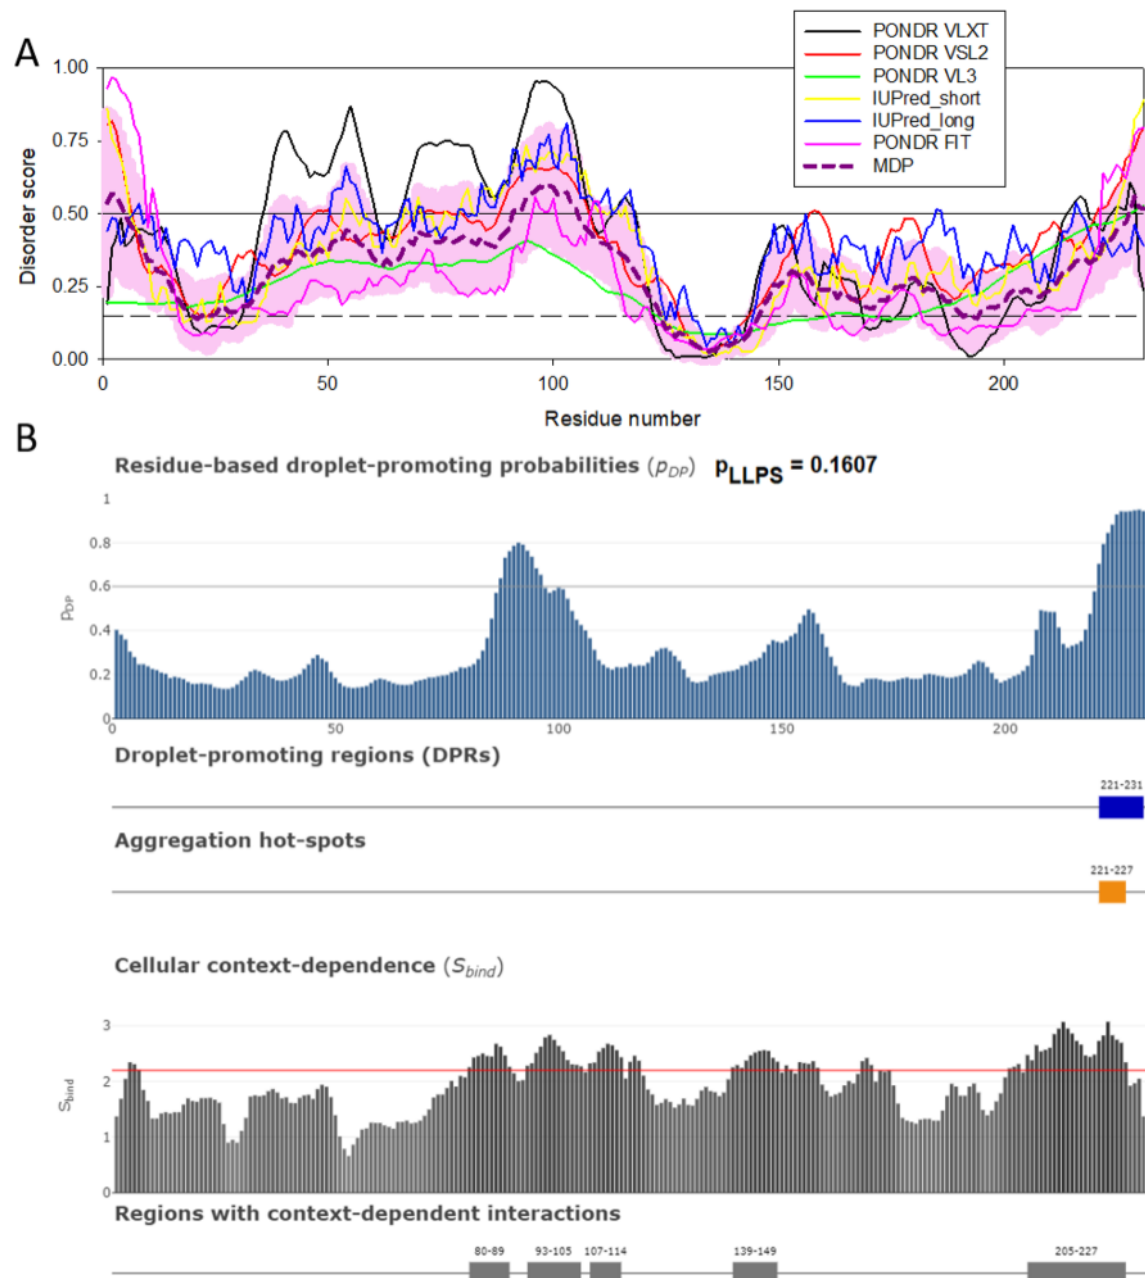 A
PONDR VLXT
PONDR VSL2
PONDR VL3
IUPred_short
IUPred_long
PONDR FIT
MDP
1.00
0.75
0.50
0.25
0.00
Disorder score
0 50 100 150 200
Residue number
B
Residue-based droplet-promoting probabilities (pDP) pLLPS = 0.1607
1
0.8
0.6
0.4
0.2
0
pDP
0 50 100 150 200
Droplet-promoting regions (DPRs)
221-231
Aggregation hot-spots
221-227
Cellular context-dependence (Sbind)
3
2
1
0
Sbind
Regions with context-dependent interactions
80-89 93-105 107-114 139-149 205-227